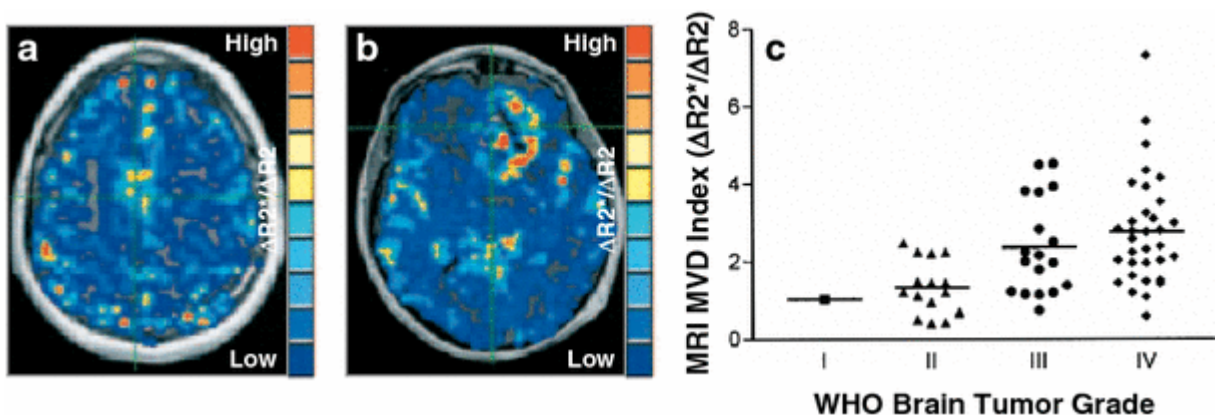 a
High
ΔR2*/ΔR2
Low
b
High
ΔR2*/ΔR2
Low
c
MRI MVD Index (ΔR2*/ΔR2)
8
6
4
2
0
I
II
III
IV
WHO Brain Tumor Grade